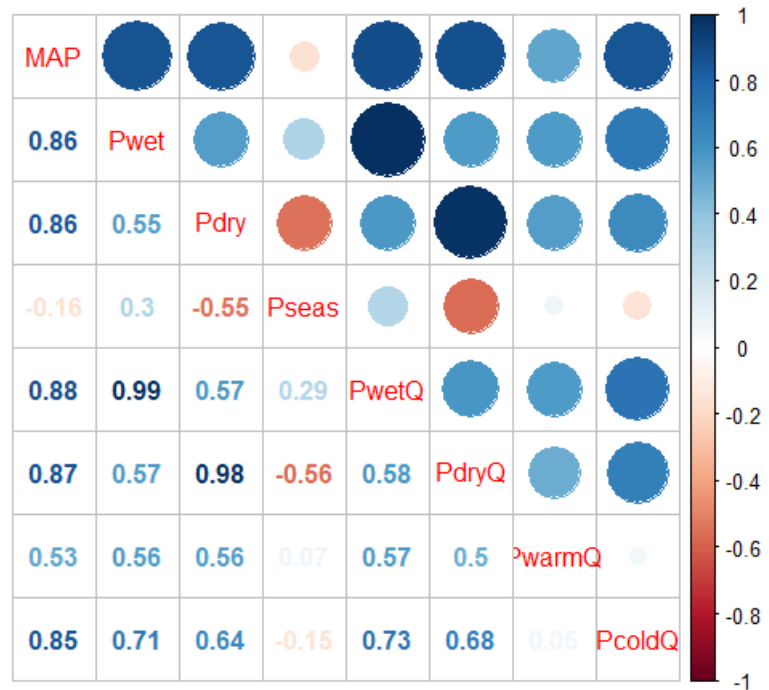 MAP
0.86 Pwet
0.86 0.55 Pdry
-0.16 0.3 -0.55 Pseas
0.88 0.99 0.57 0.29 PwetQ
0.87 0.57 0.98 -0.56 0.58 PdryQ
0.53 0.56 0.56 0.07 0.57 0.5 PwarmQ
0.85 0.71 0.64 -0.15 0.73 0.68 0.05 PcoldQ
1
0.8
0.6
0.4
0.2
0
-0.2
-0.4
-0.6
-0.8
-1